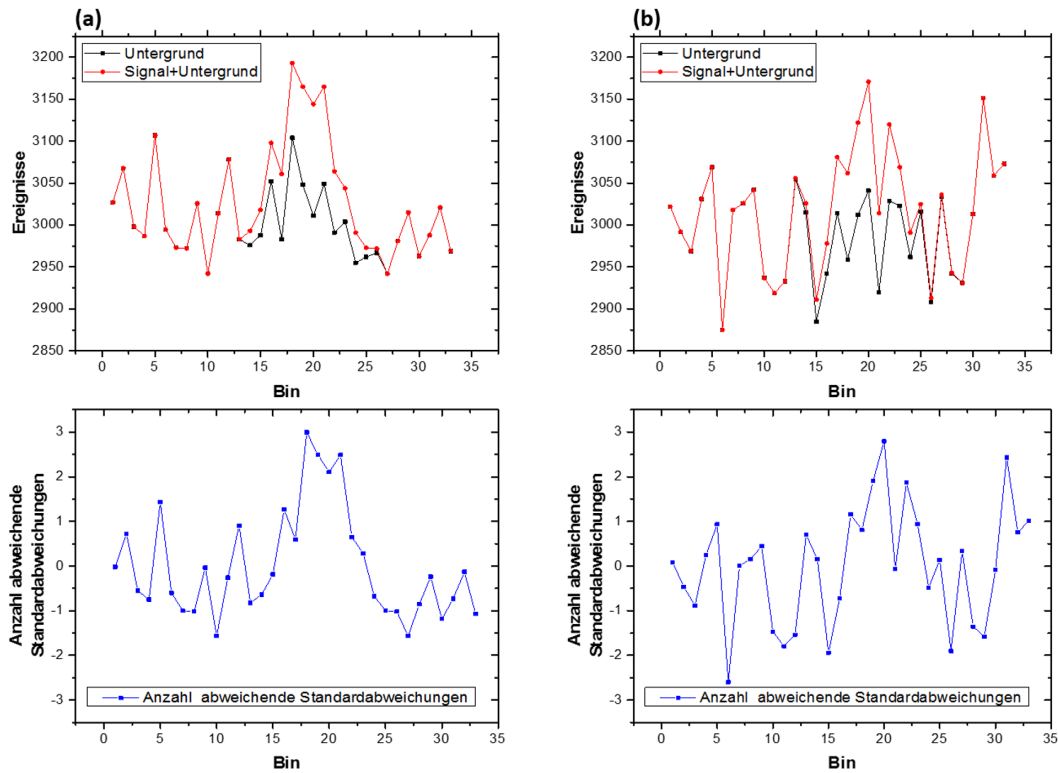 (a)
Untergrund
Signal+Untergrund
3200
3150
3100
3050
3000
2950
2900
2850
Ereignisse
0 5 10 15 20 25 30 35
Bin
(b)
Untergrund
Signal+Untergrund
3200
3150
3100
3050
3000
2950
2900
2850
Ereignisse
0 5 10 15 20 25 30 35
Bin
3
2
1
0
-1
-2
-3
Anzahl abweichende
Standardabweichungen
Anzahl abweichende Standardabweichungen
0 5 10 15 20 25 30 35
Bin
3
2
1
0
-1
-2
-3
Anzahl abweichende
Standardabweichungen
Anzahl abweichende Standardabweichungen
0 5 10 15 20 25 30 35
Bin